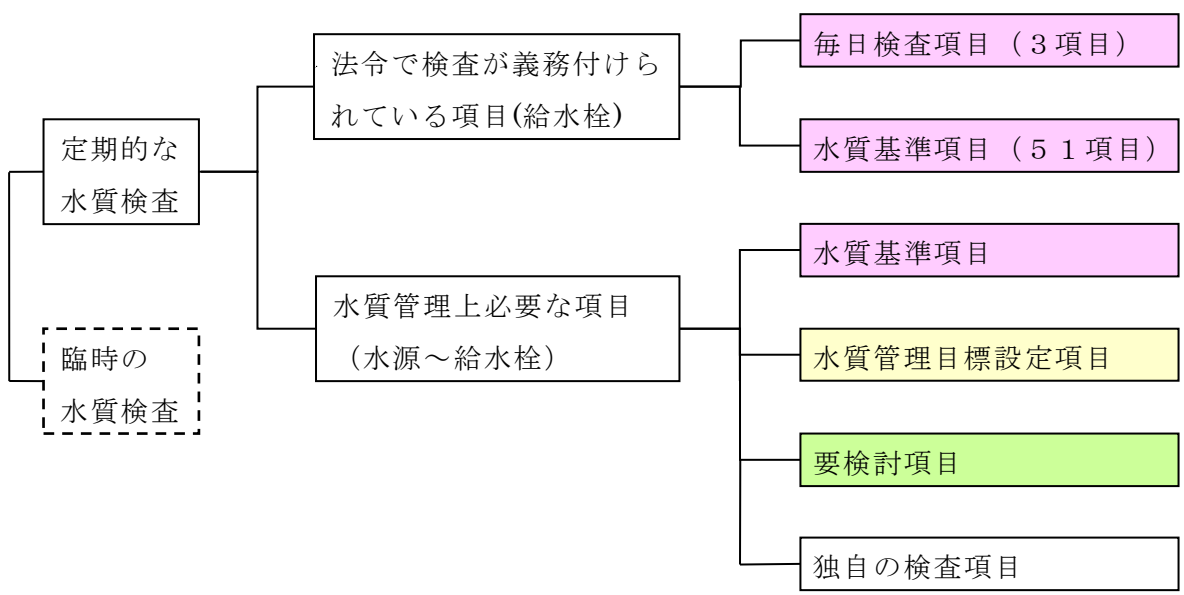 定期的な
水質検査
臨時の
水質検査
法令で検査が義務付けら
れている項目(給水栓)
水質管理上必要な項目
（水源～給水栓）
毎日検査項目（３項目）
水質基準項目（５１項目）
水質基準項目
水質管理目標設定項目
要検討項目
独自の検査項目